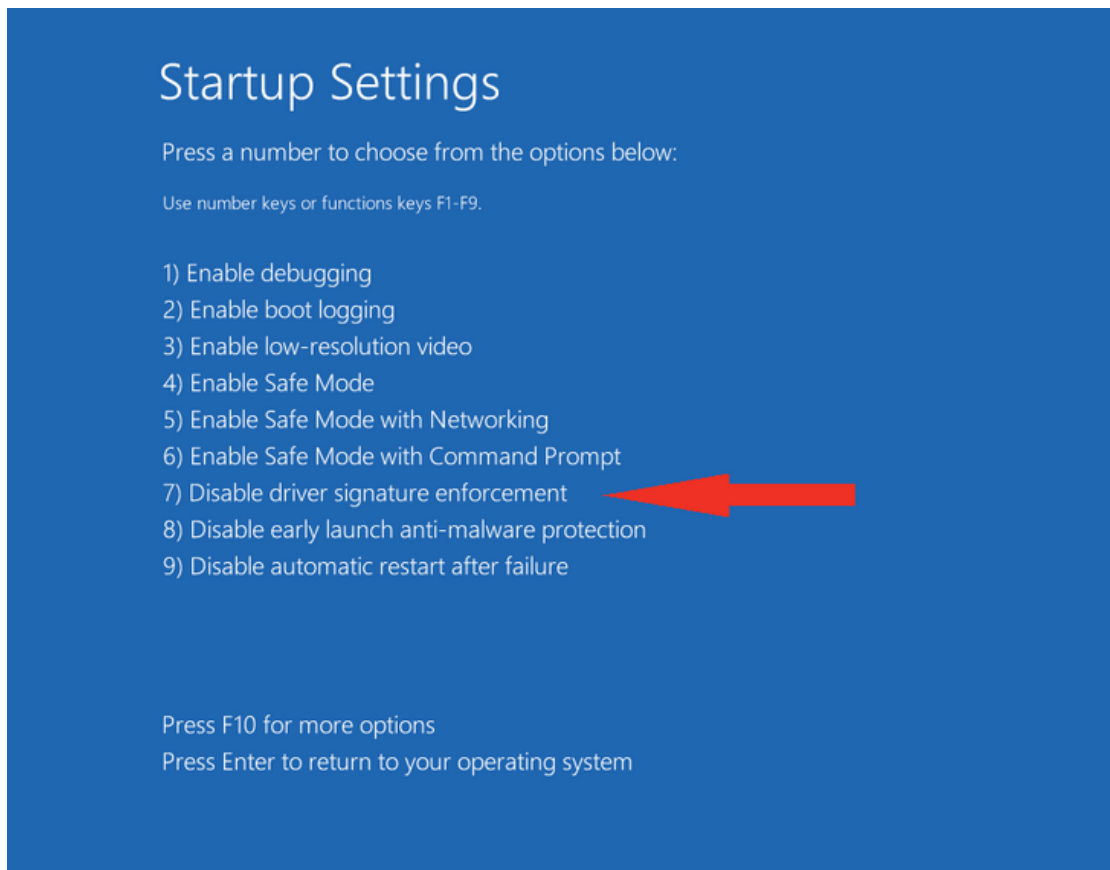 Startup Settings
Press a number to choose from the options below:
Use number keys or functions keys F1-F9.
1) Enable debugging
2) Enable boot logging
3) Enable low-resolution video
4) Enable Safe Mode
5) Enable Safe Mode with Networking
6) Enable Safe Mode with Command Prompt
7) Disable driver signature enforcement
8) Disable early launch anti-malware protection
9) Disable automatic restart after failure
Press F10 for more options
Press Enter to return to your operating system